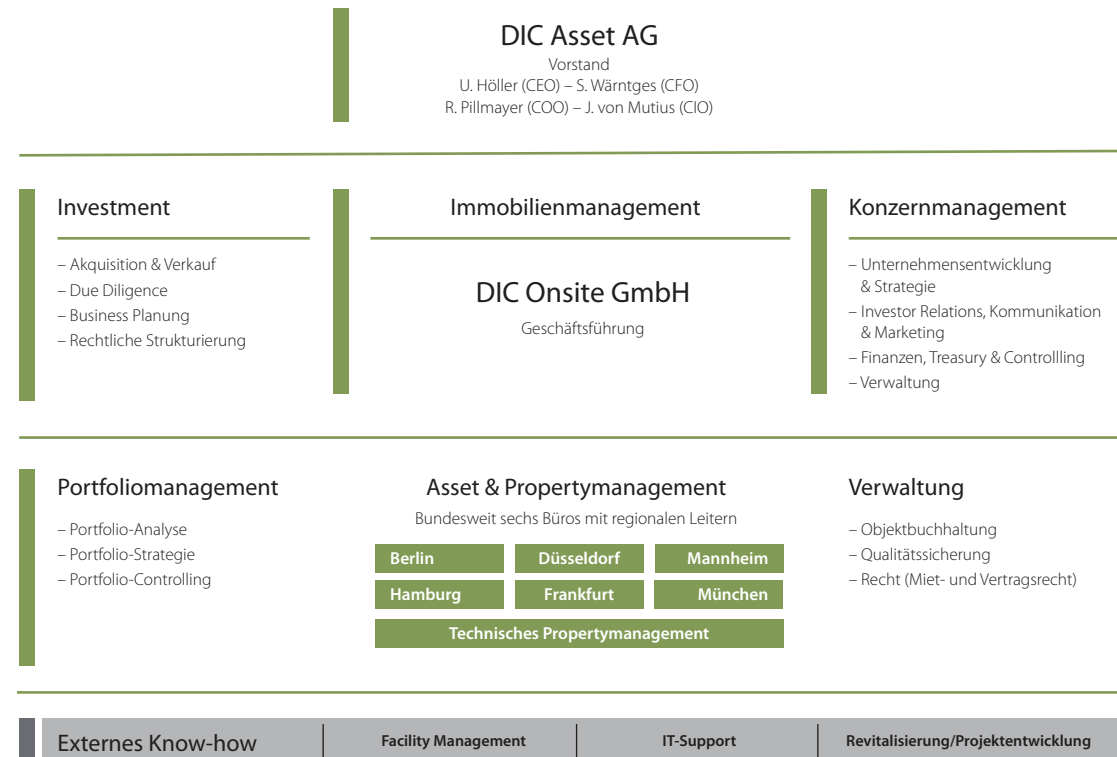 DIC Asset AG
Vorstand
U. Höller (CEO) – S. Wärntges (CFO)
R. Pillmayer (COO) – J. von Mutius (CIO)
Investment
– Akquisition & Verkauf
– Due Diligence
– Business Planung
– Rechtliche Strukturierung
Immobilienmanagement
DIC Onsite GmbH
Geschäftsführung
Konzernmanagement
– Unternehmensentwicklung
& Strategie
– Investor Relations, Kommunikation
& Marketing
– Finanzen, Treasury & Controllling
– Verwaltung
Portfoliomanagement
– Portfolio-Analyse
– Portfolio-Strategie
– Portfolio-Controlling
Asset & Propertymanagement
Bundesweit sechs Büros mit regionalen Leitern
Berlin Düsseldorf Mannheim
Hamburg Frankfurt München
Technisches Propertymanagement
Verwaltung
– Objektbuchhaltung
– Qualitätssicherung
– Recht (Miet- und Vertragsrecht)
Externes Know-how Facility Management IT-Support Revitalisierung/Projektentwicklung